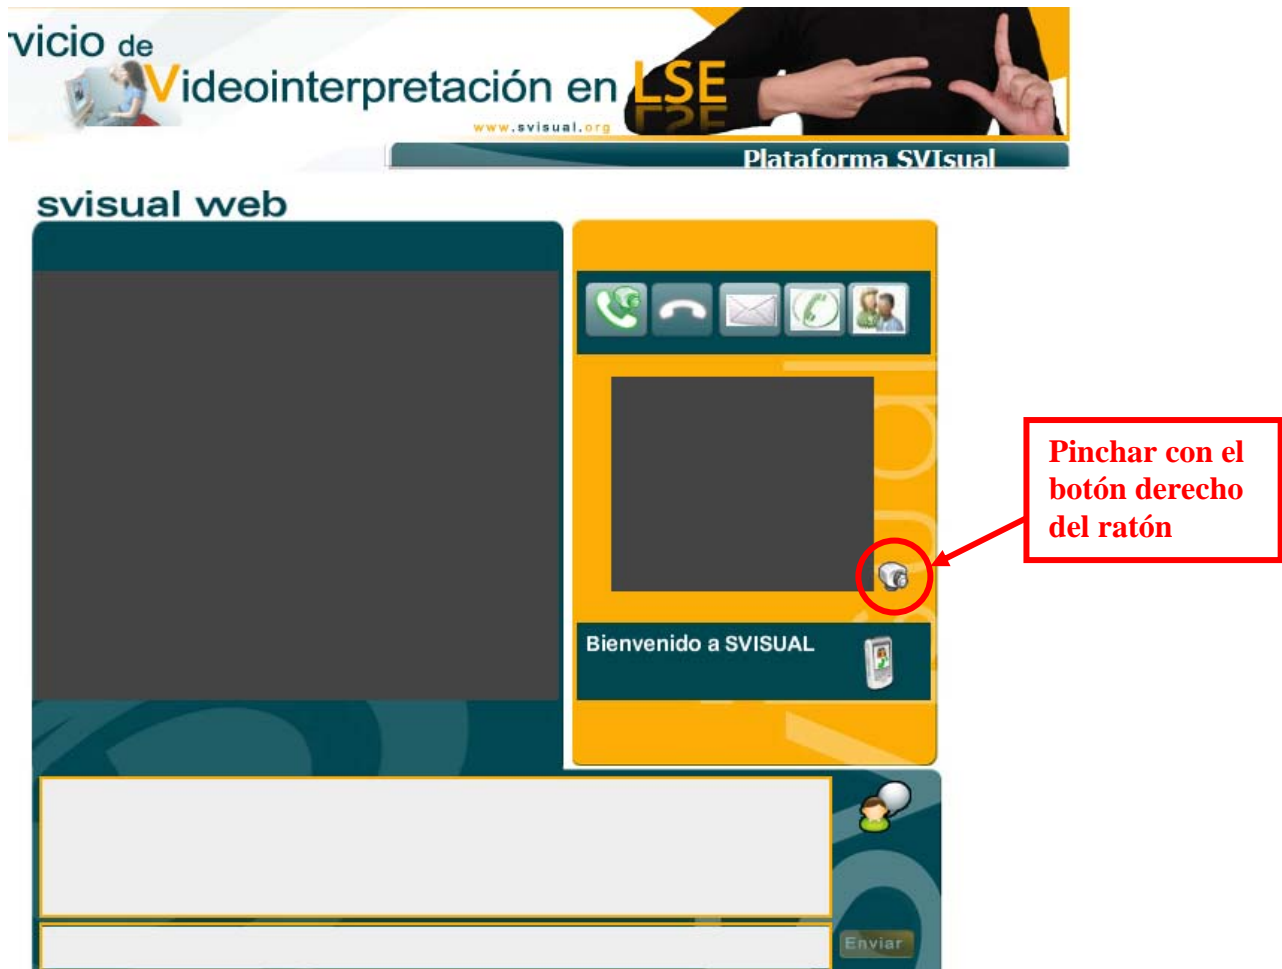 vicio de
Videointerpretación en LSE
www.svisual.org
Plataforma SVIsual
svisual web
Pinchar con el
botón derecho
del ratón
Bienvenido a SVISUAL
Enviar